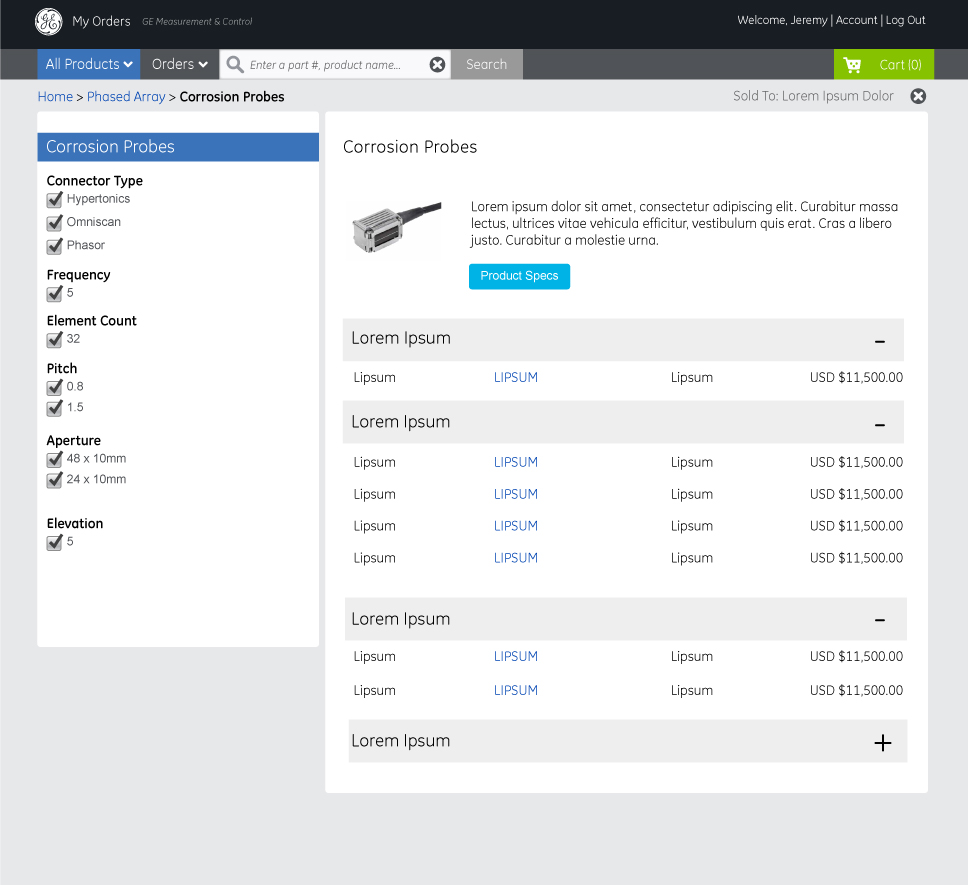 GE
My Orders GE Measurement & Control
Welcome, Jeremy | Account | Log Out
All Products Orders Enter a part #, product name... Search Cart (0)
Home > Phased Array > Corrosion Probes
Sold To: Lorem Ipsum Dolor
Corrosion Probes
Connector Type
Hypertonics
Omniscan
Phasor
Frequency
5
Element Count
32
Pitch
0.8
1.5
Aperture
48 x 10mm
24 x 10mm
Elevation
5
Corrosion Probes
Lorem ipsum dolor sit amet, consectetur adipiscing elit. Curabitur massa
lectus, ultrices vitae vehicula efficitur, vestibulum quis erat. Cras a libero
justo. Curabitur a molestie urna.
Product Specs
Lorem Ipsum
Lipsum LIPSUM Lipsum USD $11,500.00
Lorem Ipsum
Lipsum LIPSUM Lipsum USD $11,500.00
Lipsum LIPSUM Lipsum USD $11,500.00
Lipsum LIPSUM Lipsum USD $11,500.00
Lipsum LIPSUM Lipsum USD $11,500.00
Lorem Ipsum
Lipsum LIPSUM Lipsum USD $11,500.00
Lipsum LIPSUM Lipsum USD $11,500.00
Lorem Ipsum